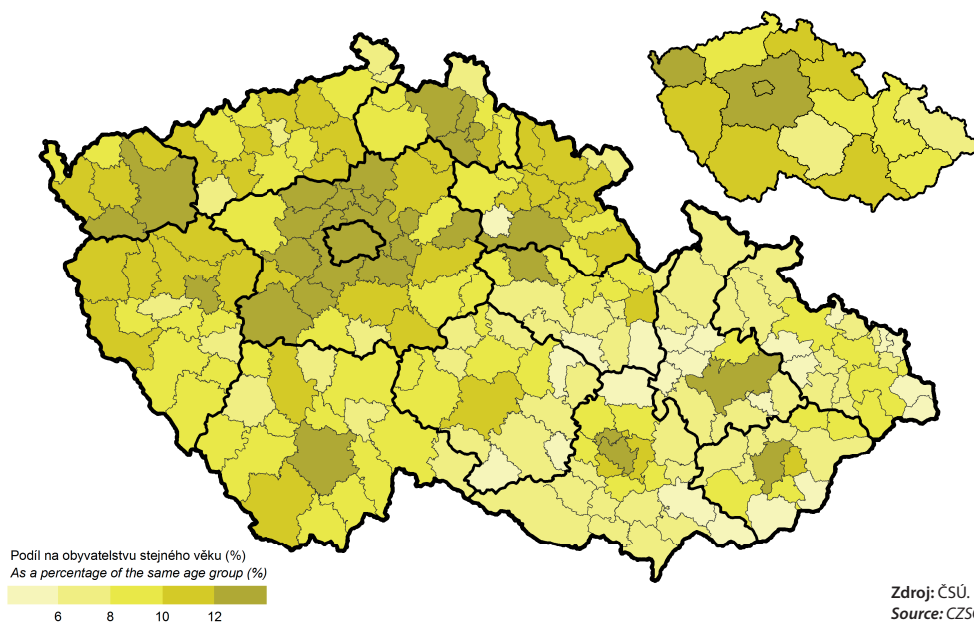 Podíl na obyvatelstvu stejného věku (%)
As a percentage of the same age group (%)
6 8 10 12
Zdroj: ČSÚ.
Source: